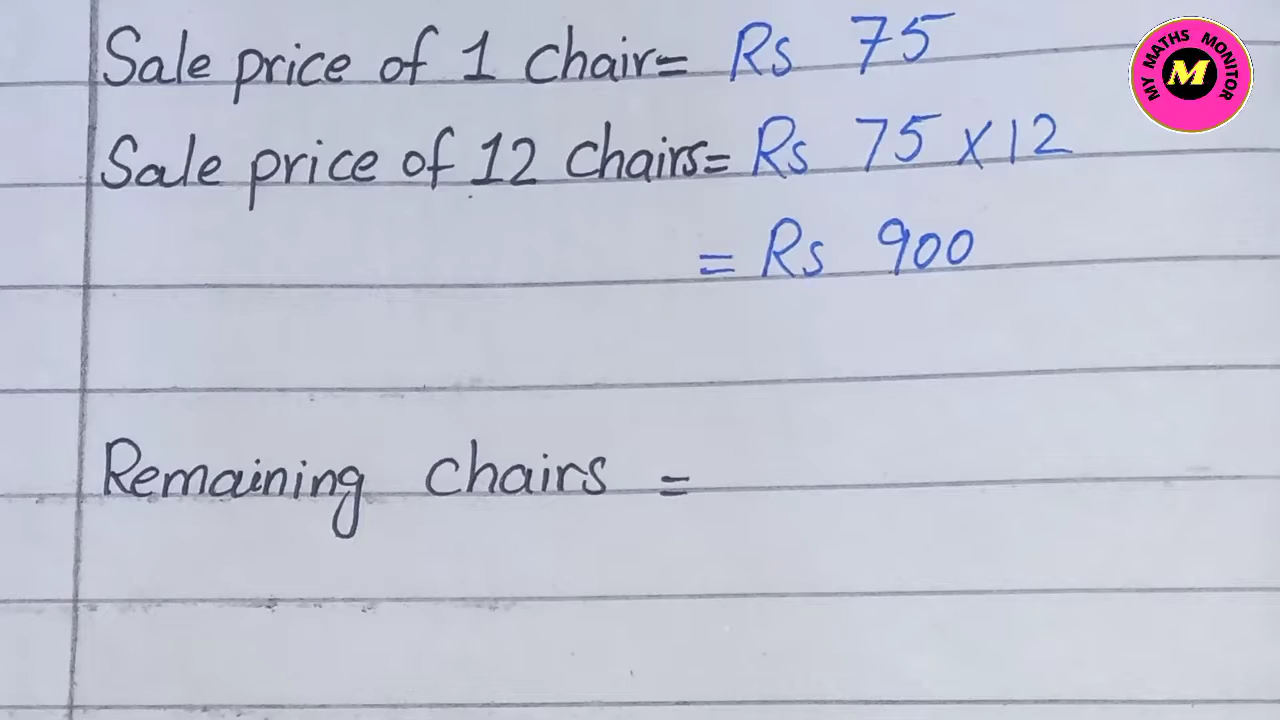 Sale price of 1 chair= Rs 75
Sale price of 12 chairs= Rs 75 x 12
= Rs 900
Remaining chairs =
MY MATHS MONITOR
M